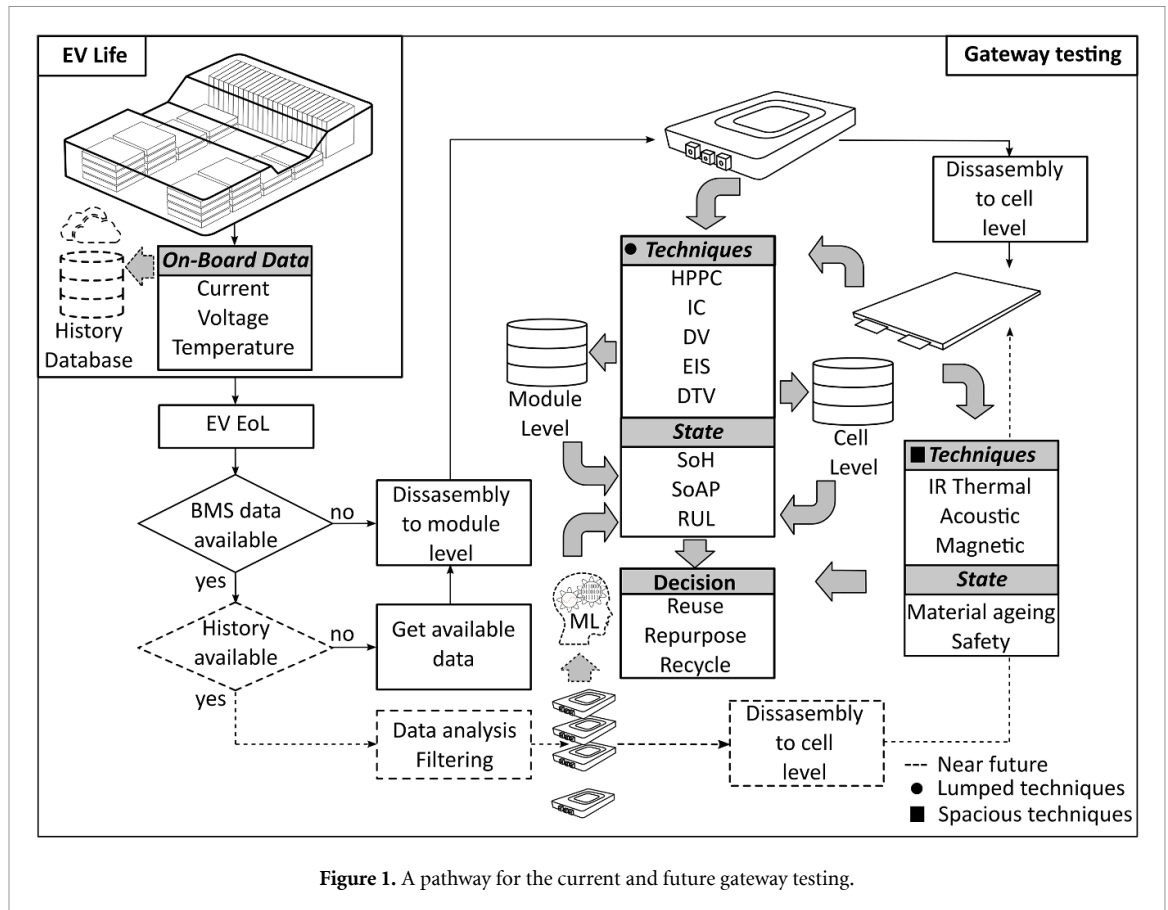 EV Life
Gateway testing
On-Board Data
Current
Voltage
Temperature
History
Database
EV EoL
BMS data
available
no
yes
History
available
no
yes
Dissasembly
to module
level
Get available
data
Data analysis
Filtering
Module
Level
Techniques
HPPC
IC
DV
EIS
DTV
State
SoH
SoAP
RUL
Decision
Reuse
Repurpose
Recycle
ML
Cell
Level
Dissasembly
to cell
level
Techniques
IR Thermal
Acoustic
Magnetic
State
Material ageing
Safety
Dissasembly
to cell
level
Near future
Lumped techniques
Spacious techniques
Figure 1. A pathway for the current and future gateway testing.